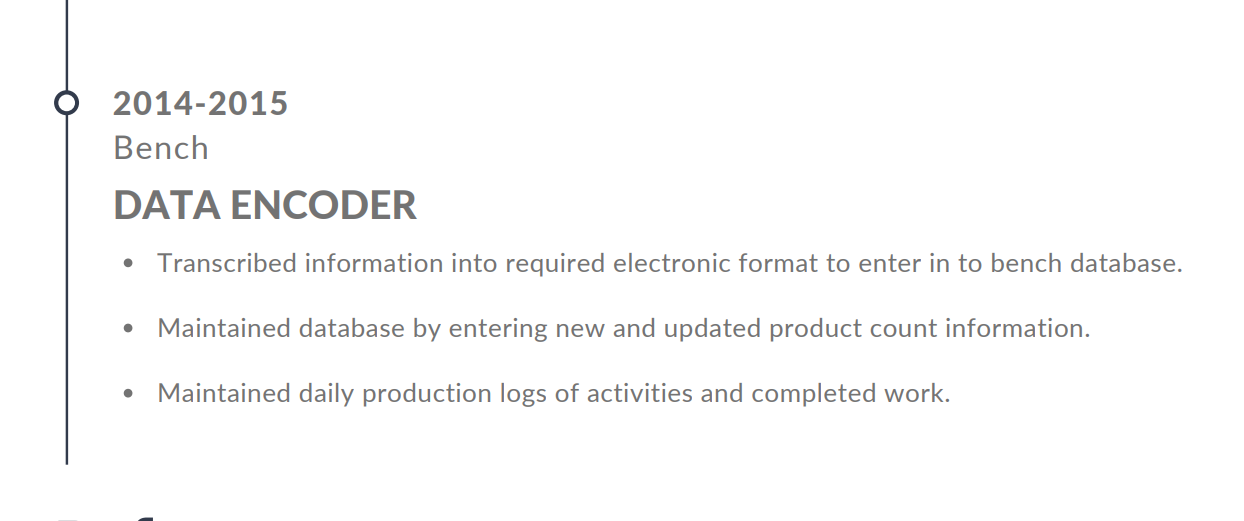 2014-2015
Bench
DATA ENCODER
• Transcribed information into required electronic format to enter in to bench database.
• Maintained database by entering new and updated product count information.
• Maintained daily production logs of activities and completed work.